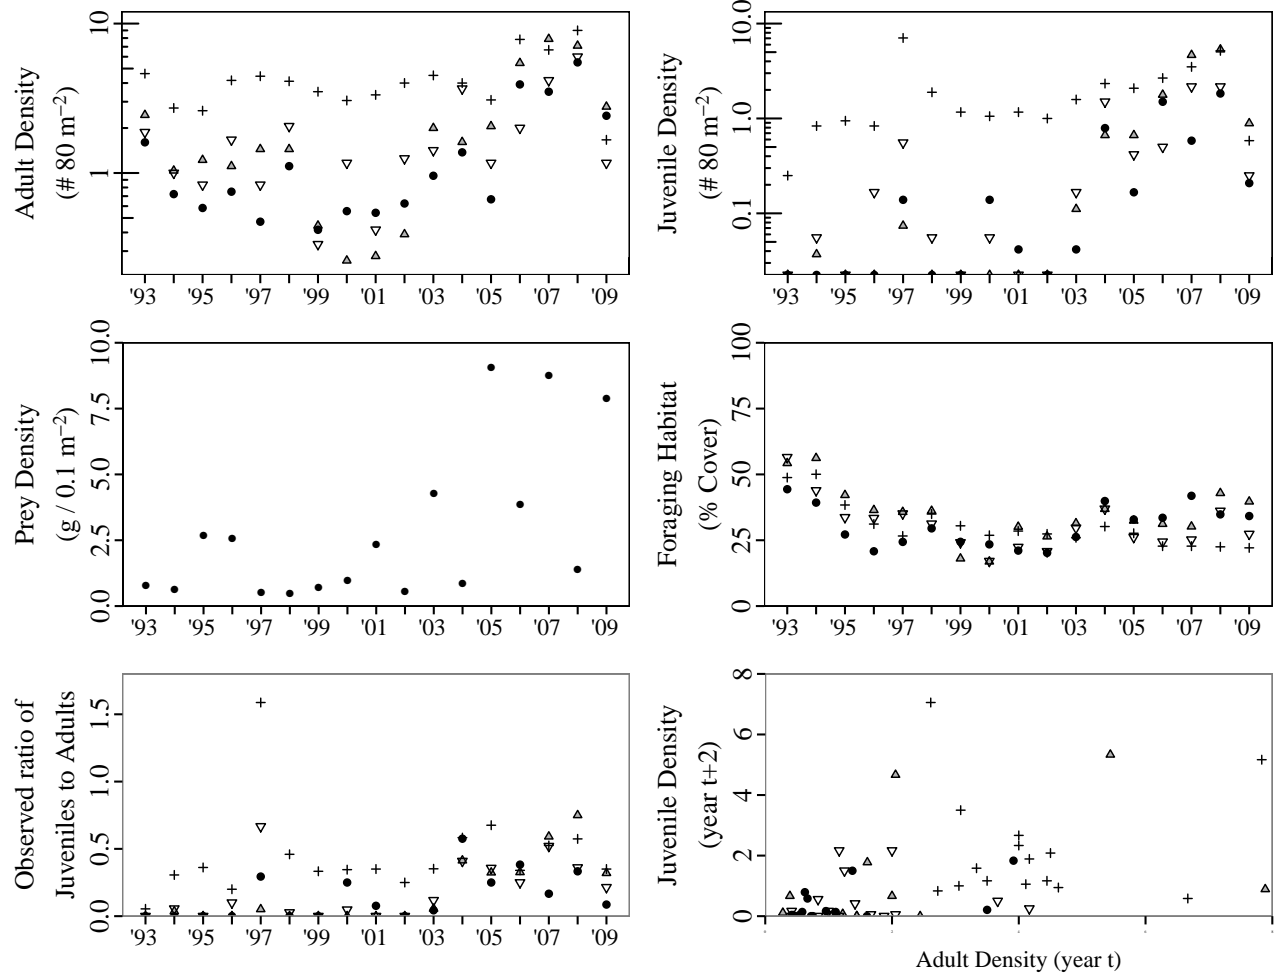 Adult Density
(# 80 m−2)
10
1
'93 '95 '97 '99 '01 '03 '05 '07 '09
Juvenile Density
(# 80 m−2)
10.0
1.0
0.1
'93 '95 '97 '99 '01 '03 '05 '07 '09
Prey Density
(g / 0.1 m−2)
10.0
7.5
5.0
2.5
0.0
'93 '95 '97 '99 '01 '03 '05 '07 '09
Foraging Habitat
(% Cover)
100
75
50
25
0
'93 '95 '97 '99 '01 '03 '05 '07 '09
Observed ratio of
Juveniles to Adults
1.5
1.0
0.5
0.0
'93 '95 '97 '99 '01 '03 '05 '07 '09
Juvenile Density
(year t+2)
8
6
4
2
0
Adult Density (year t)